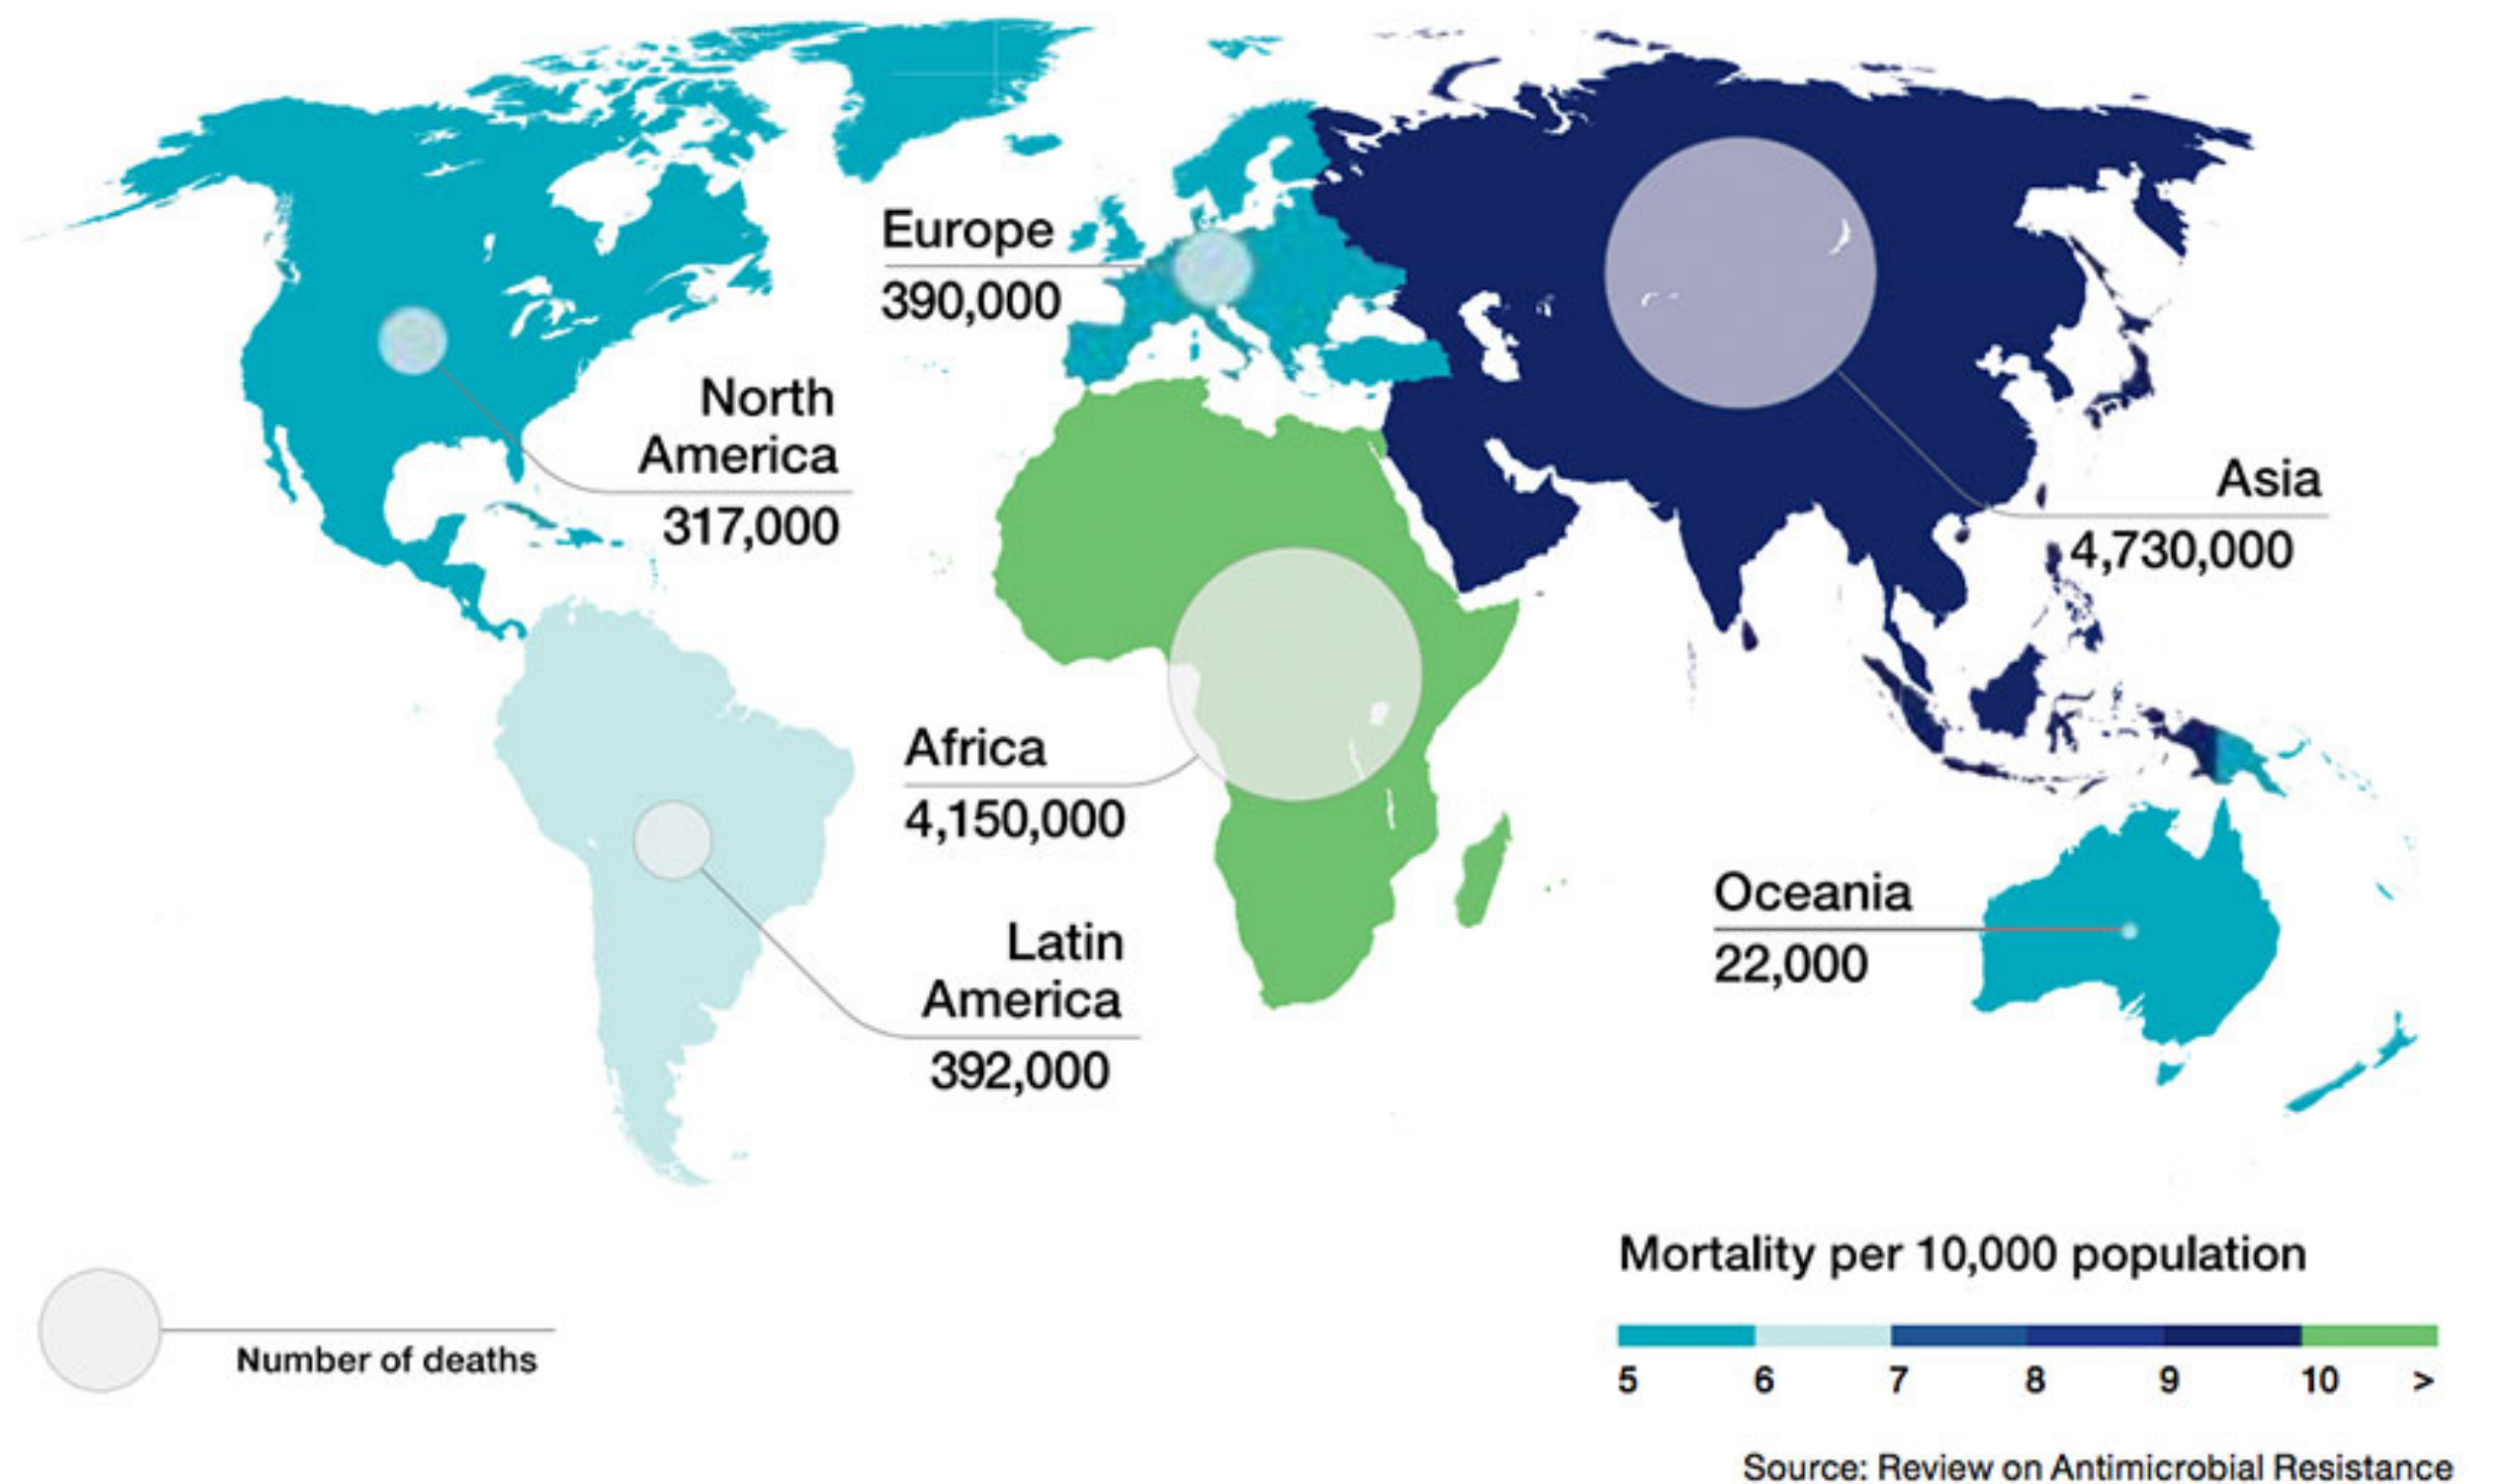 Europe
390,000
North
America
317,000
Asia
4,730,000
Africa
4,150,000
Oceania
22,000
Latin
America
392,000
Mortality per 10,000 population
5 6 7 8 9 10 >
Number of deaths
Source: Review on Antimicrobial Resistance